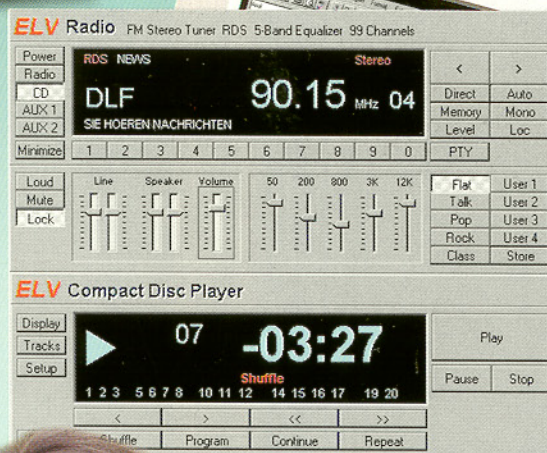 ELV Radio FM Stereo Tuner RDS 5-Band Equalizer 99 Channels
Power
Radio
CD
AUX 1
AUX 2
Minimize
RDS NEWS Stereo
DLF 90.15 MHz 04
SIE HOEREN NACHRICHTEN
1 2 3 4 5 6 7 8 9 0
< >
Direct Auto
Memory Mono
Level Loc
PTY
Loud
Mute
Lock
Line Speaker Volume 50 200 800 3K 12K
Flat User 1
Talk User 2
Pop User 3
Rock User 4
Class Store
ELV Compact Disc Player
Display
Tracks
Setup
07 -03:27
Shuffle
1 2 3 5 6 7 8 10 11 12 14 15 16 17 19 20
Play
Pause Stop
< > << >>
Shuffle Program Continue Repeat